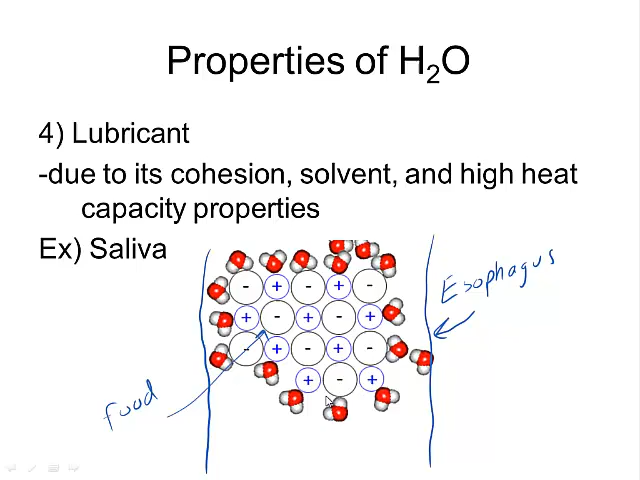 Properties of H₂O
4) Lubricant
-due to its cohesion, solvent, and high heat
capacity properties
Ex) Saliva
Esophagus
- + - + -
+ - + - +
- + - + -
+ - +
food